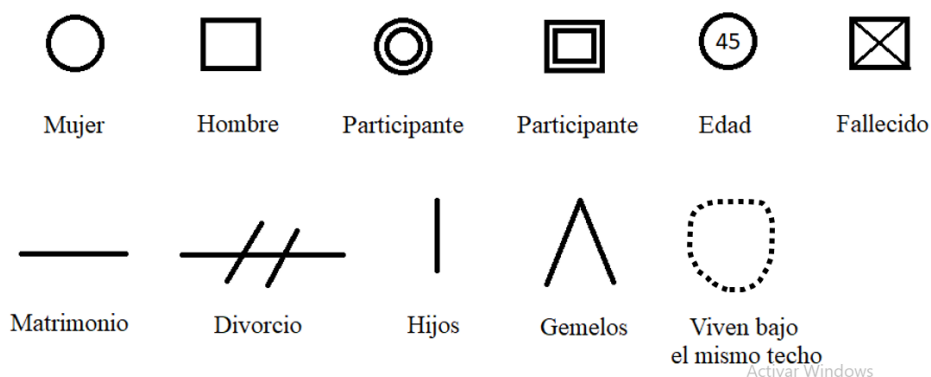 45
Mujer Hombre Participante Participante Edad Fallecido
Matrimonio Divorcio Hijos Gemelos Viven bajo
el mismo techo
Activar Windows